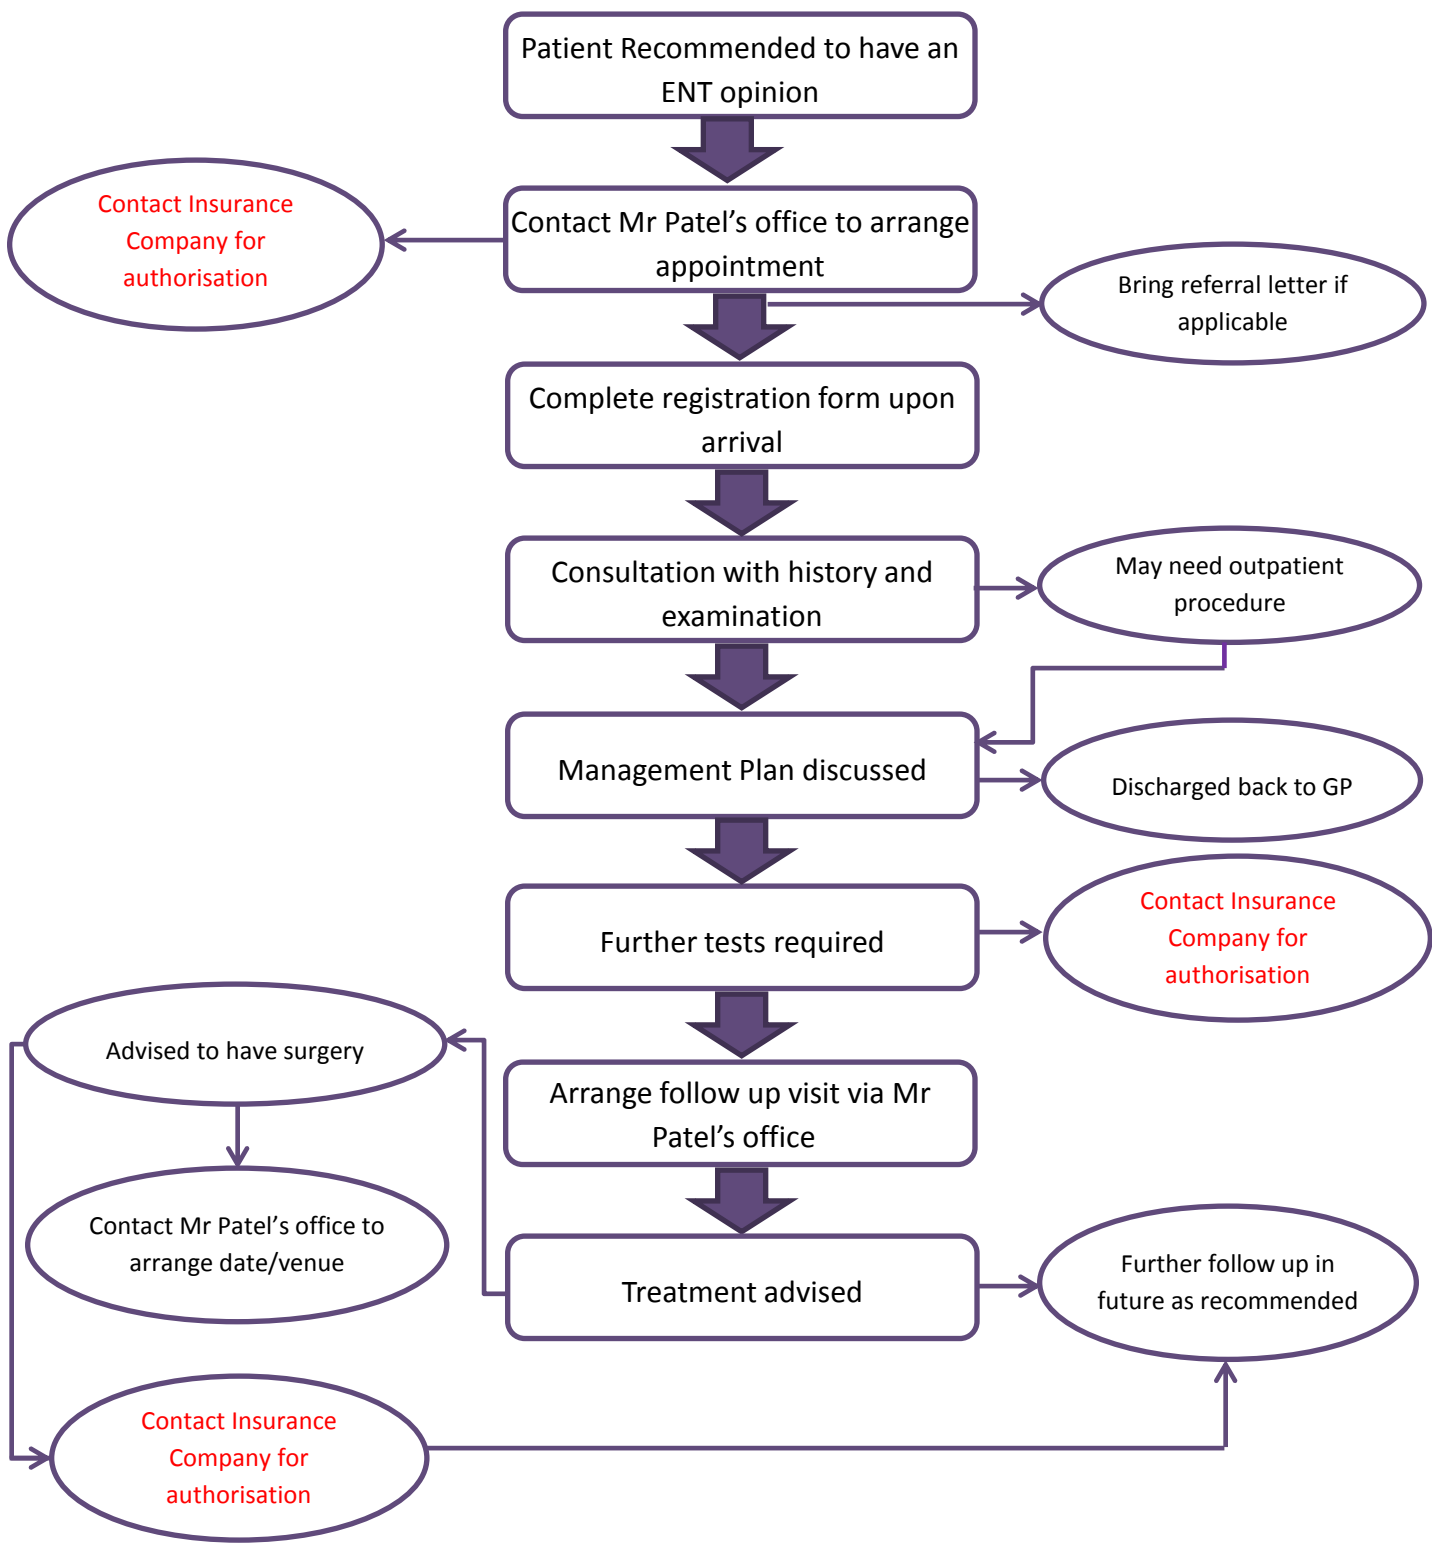 Patient Recommended to have an
ENT opinion
Contact Insurance
Company for
authorisation
Contact Mr Patel’s office to arrange
appointment
Bring referral letter if
applicable
Complete registration form upon
arrival
Consultation with history and
examination
May need outpatient
procedure
Management Plan discussed
Discharged back to GP
Further tests required
Contact Insurance
Company for
authorisation
Advised to have surgery
Arrange follow up visit via Mr
Patel’s office
Contact Mr Patel’s office to
arrange date/venue
Treatment advised
Further follow up in
future as recommended
Contact Insurance
Company for
authorisation